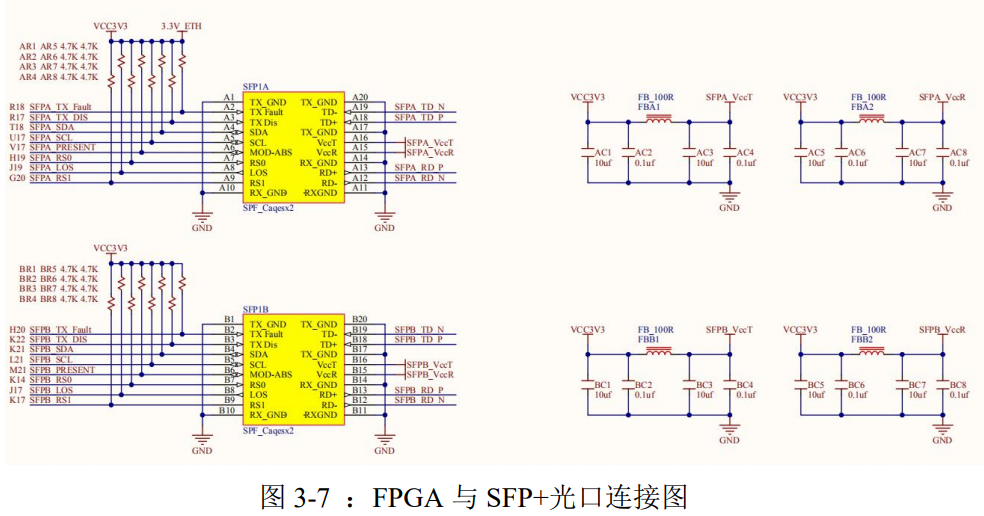 VCC3V3 3.3V_ETH
AR1 AR5 4.7K 4.7K
AR2 AR6 4.7K 4.7K
AR3 AR7 4.7K 4.7K
AR4 AR8 4.7K 4.7K
SFP1A
R18 SFPA_TX_Fault A1 TX_GND TX_GND A20
R17 SFPA_TX_DIS A2 TX Fault TD- A19 SFPA_TD_N
T18 SFPA_SDA A3 TX Dis TD+ A18 SFPA_TD_P
U17 SFPA_SCL A4 SDA TX_GND A17
V17 SFPA_PRESENT A5 SCL VccT A16 SFPA_VccT
H19 SFPA_RS0 A6 MOD-ABS VccR A15 SFPA_VccR
J19 SFPA_LOS A7 RS0 RX_GND A14
G20 SFPA_RS1 A8 LOS RD+ A13 SFPA_RD_P
A9 RS1 RD- A12 SFPA_RD_N
A10 RX_GND RXGND A11
SPF_Caqesx2
GND GND
VCC3V3 FB_100R SFPA_VccT
FBA1
AC1 AC2 AC3 AC4
10uf 0.1uf 10uf 0.1uf
GND
VCC3V3 FB_100R SFPA_VccR
FBA2
AC5 AC6 AC7 AC8
10uf 0.1uf 10uf 0.1uf
GND
VCC3V3
BR1 BR5 4.7K 4.7K
BR2 BR6 4.7K 4.7K
BR3 BR7 4.7K 4.7K
BR4 BR8 4.7K 4.7K
SFP1B
H20 SFPB_TX_Fault B1 TX_GND TX_GND B20
K22 SFPB_TX_DIS B2 TX Fault TD- B19 SFPB_TD_N
K21 SFPB_SDA B3 TX Dis TD+ B18 SFPB_TD_P
L21 SFPB_SCL B4 SDA TX_GND B17
M21 SFPB_PRESENT B5 SCL VccT B16 SFPB_VccT
K14 SFPB_RS0 B6 MOD-ABS VccR B15 SFPB_VccR
J17 SFPB_LOS B7 RS0 RX_GND B14
K17 SFPB_RS1 B8 LOS RD+ B13 SFPB_RD_P
B9 RS1 RD- B12 SFPB_RD_N
B10 RX_GND RXGND B11
SPF_Caqesx2
GND GND
VCC3V3 FB_100R SFPB_VccT
FBB1
BC1 BC2 BC3 BC4
10uf 0.1uf 10uf 0.1uf
GND
VCC3V3 FB_100R SFPB_VccR
FBB2
BC5 BC6 BC7 BC8
10uf 0.1uf 10uf 0.1uf
GND
图 3-7 ：FPGA 与 SFP+光口连接图